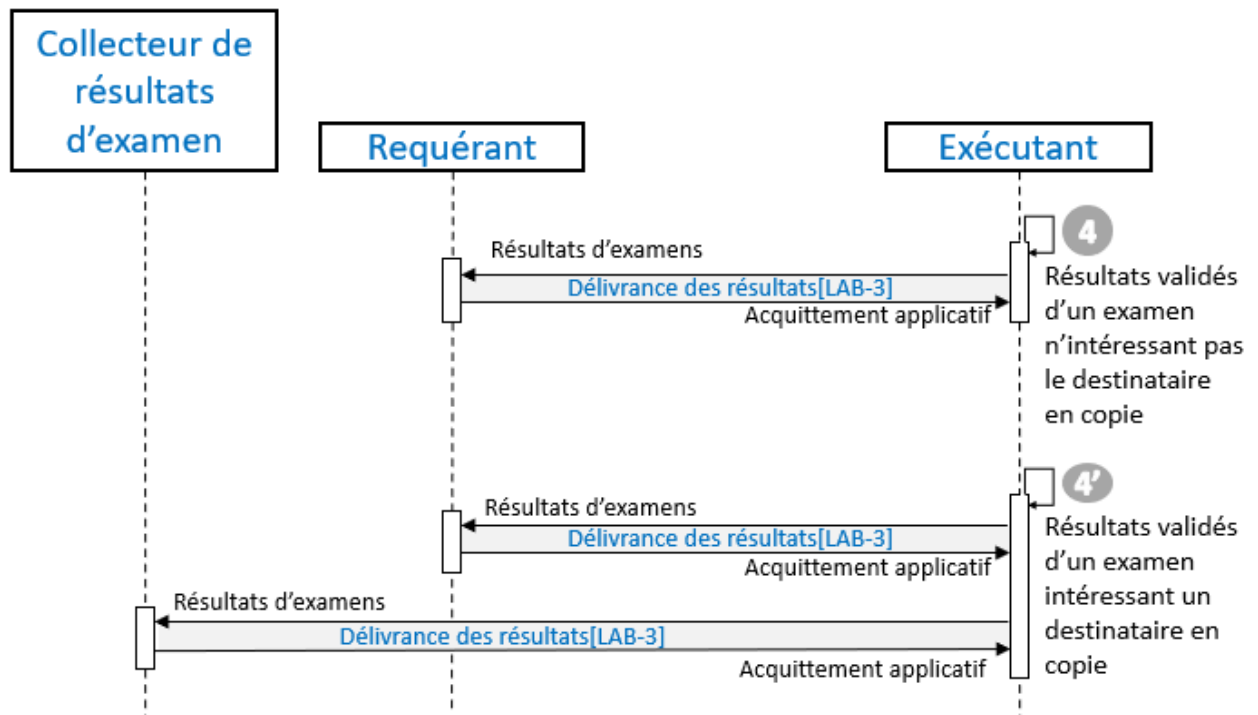 Collecteur de
résultats
d'examen
Requérant
Exécutant
4
Résultats d'examens
Délivrance des résultats[LAB-3]
Acquittement applicatif
Résultats validés
d'un examen
n'intéressant pas
le destinataire
en copie
4'
Résultats d'examens
Délivrance des résultats[LAB-3]
Acquittement applicatif
Résultats validés
d'un examen
intéressant un
destinataire en
copie
Résultats d'examens
Délivrance des résultats[LAB-3]
Acquittement applicatif